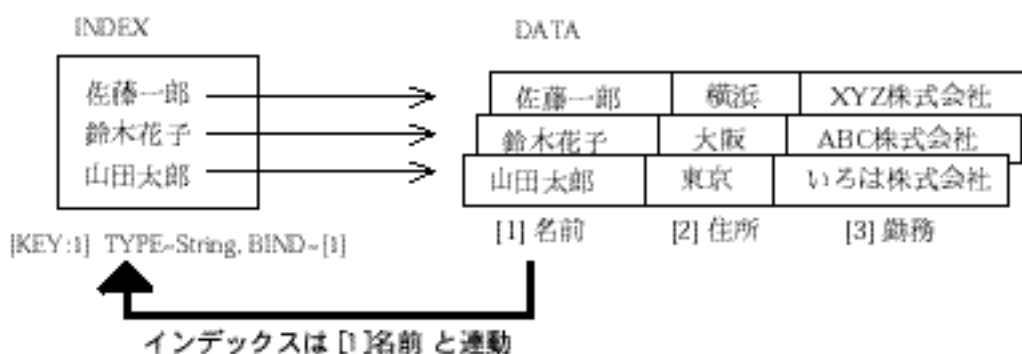 INDEX
DATA
佐藤一郎
鈴木花子
山田太郎
佐藤一郎 横浜 XYZ株式会社
鈴木花子 大阪 ABC株式会社
山田太郎 東京 いろは株式会社
[1] 名前 [2] 住所 [3] 勤務
[KEY:1] TYPE=String, BIND=[1]
インデックスは [1]名前 と連動